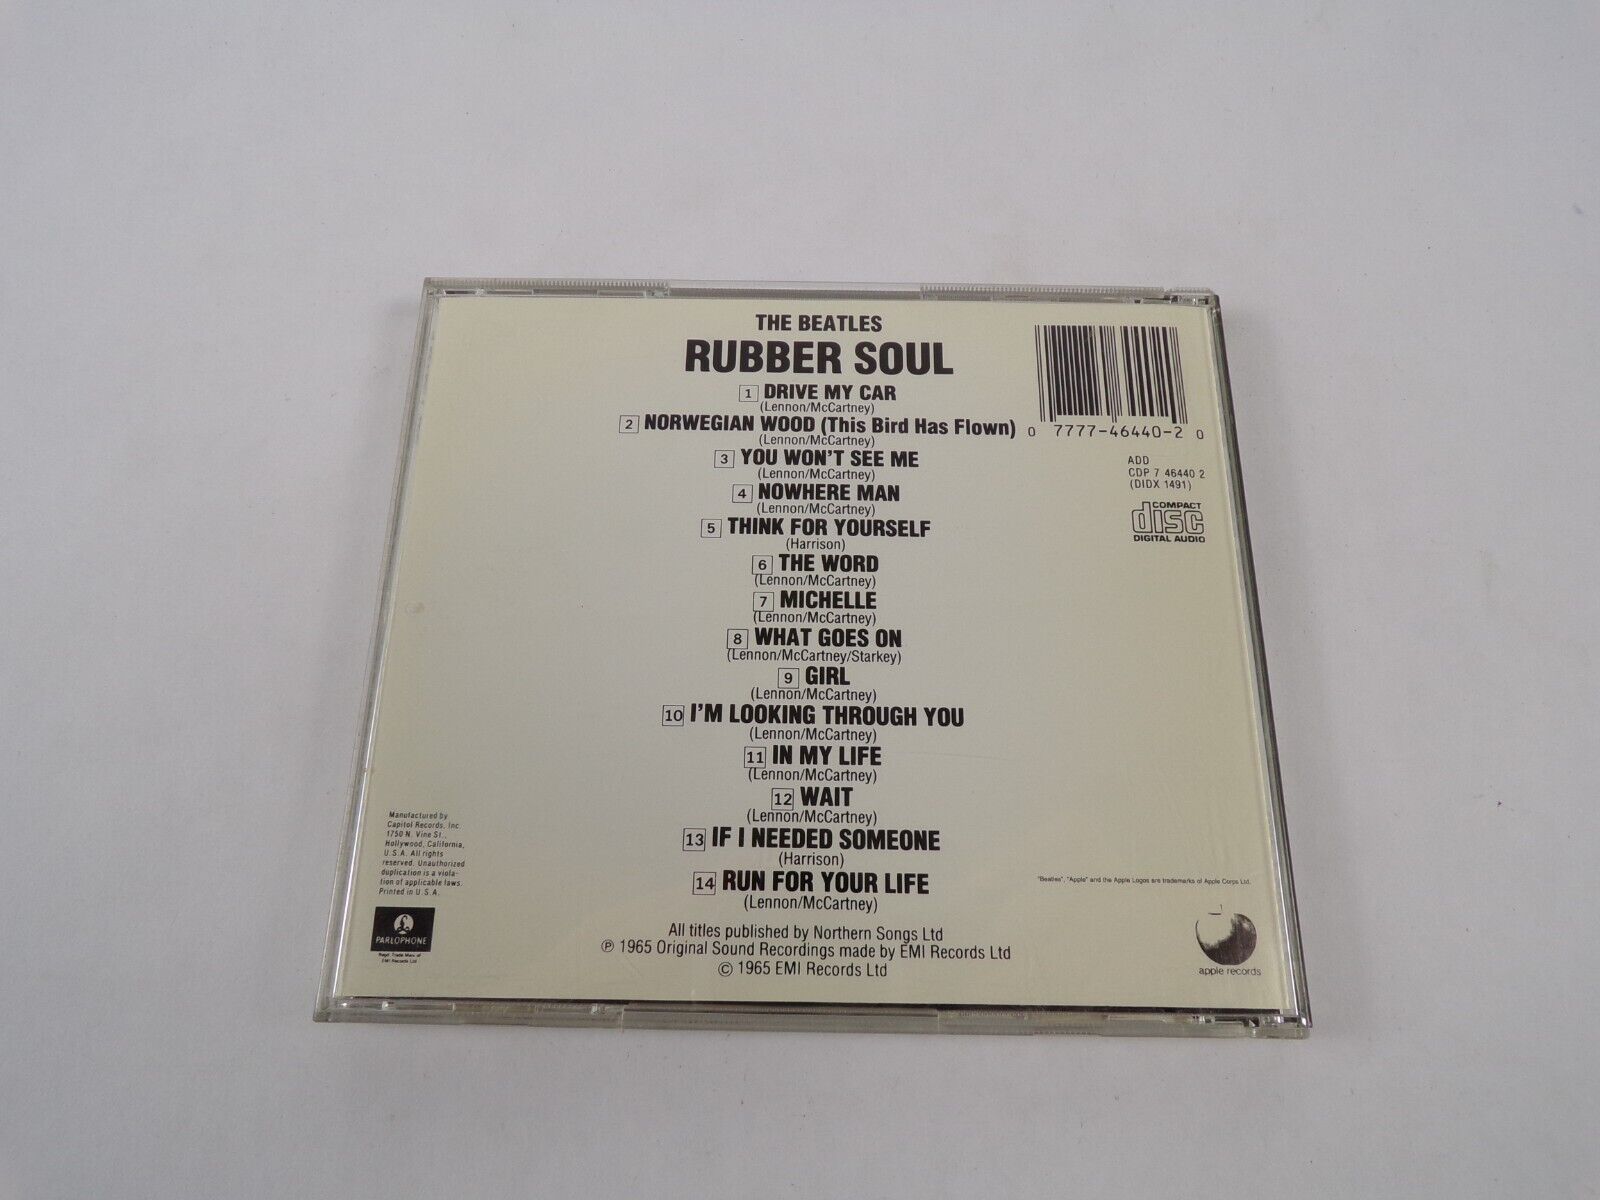 THE BEATLES
RUBBER SOUL
1 DRIVE MY CAR
(Lennon/McCartney)
2 NORWEGIAN WOOD (This Bird Has Flown)
(Lennon/McCartney)
3 YOU WON'T SEE ME
(Lennon/McCartney)
4 NOWHERE MAN
(Lennon/McCartney)
5 THINK FOR YOURSELF
(Harrison)
6 THE WORD
(Lennon/McCartney)
7 MICHELLE
(Lennon/McCartney)
8 WHAT GOES ON
(Lennon/McCartney/Starkey)
9 GIRL
(Lennon/McCartney)
10 I'M LOOKING THROUGH YOU
(Lennon/McCartney)
11 IN MY LIFE
(Lennon/McCartney)
12 WAIT
(Lennon/McCartney)
13 IF I NEEDED SOMEONE
(Harrison)
14 RUN FOR YOUR LIFE
(Lennon/McCartney)
All titles published by Northern Songs Ltd
℗ 1965 Original Sound Recordings made by EMI Records Ltd
© 1965 EMI Records Ltd
0 7777-46440-2 0
ADD
CDP 7 46440 2
(DIDX 1491)
COMPACT
disc
DIGITAL AUDIO
Manufactured by
Capitol Records, Inc.
1750 N. Vine St.,
Hollywood, California,
U.S.A. All rights
reserved. Unauthorized
duplication is a viola-
tion of applicable laws.
Printed in U.S.A.
PARLOPHONE
Regd. Trade Mark of
EMI Records Ltd
"Beatles", "Apple" and the Apple Logos are trademarks of Apple Corps Ltd.
apple records